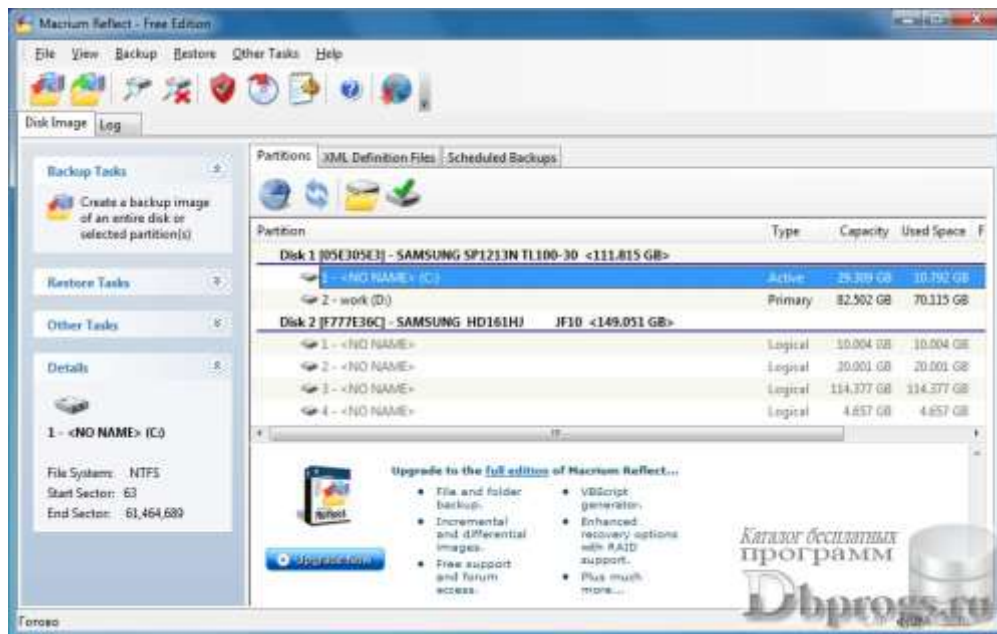 Macrium Reflect - Free Edition
File View Backup Restore Other Tasks Help
Disk Image Log
Backup Tasks
Create a backup image
of an entire disk or
selected partition(s)
Restore Tasks
Other Tasks
Details
1 - <NO NAME> (C:)
File System: NTFS
Start Sector: 63
End Sector: 61,464,689
Partitions XML Definition Files Scheduled Backups
Partition Type Capacity Used Space F
Disk 1 [05E305E3] - SAMSUNG SP1213N TL100-30 <111.815 GB>
1 - <NO NAME> (C:) Active 29.309 GB 10.792 GB
2 - work (D:) Primary 82.502 GB 70.115 GB
Disk 2 [F777E36C] - SAMSUNG HD161HJ JF10 <149.051 GB>
1 - <NO NAME> Logical 10.004 GB 10.004 GB
2 - <NO NAME> Logical 20.001 GB 20.001 GB
3 - <NO NAME> Logical 114.377 GB 114.377 GB
4 - <NO NAME> Logical 4.657 GB 4.657 GB
Upgrade to the full edition of Macrium Reflect...
File and folder
backup.
Incremental
and differential
images.
Free support
and forum
access.
VBScript
generator.
Enhanced
recovery options
with RAID
support.
Plus much
more...
Reflect
Upgrade now
Каталог бесплатных
программ
Dbprogs.ru
Готово